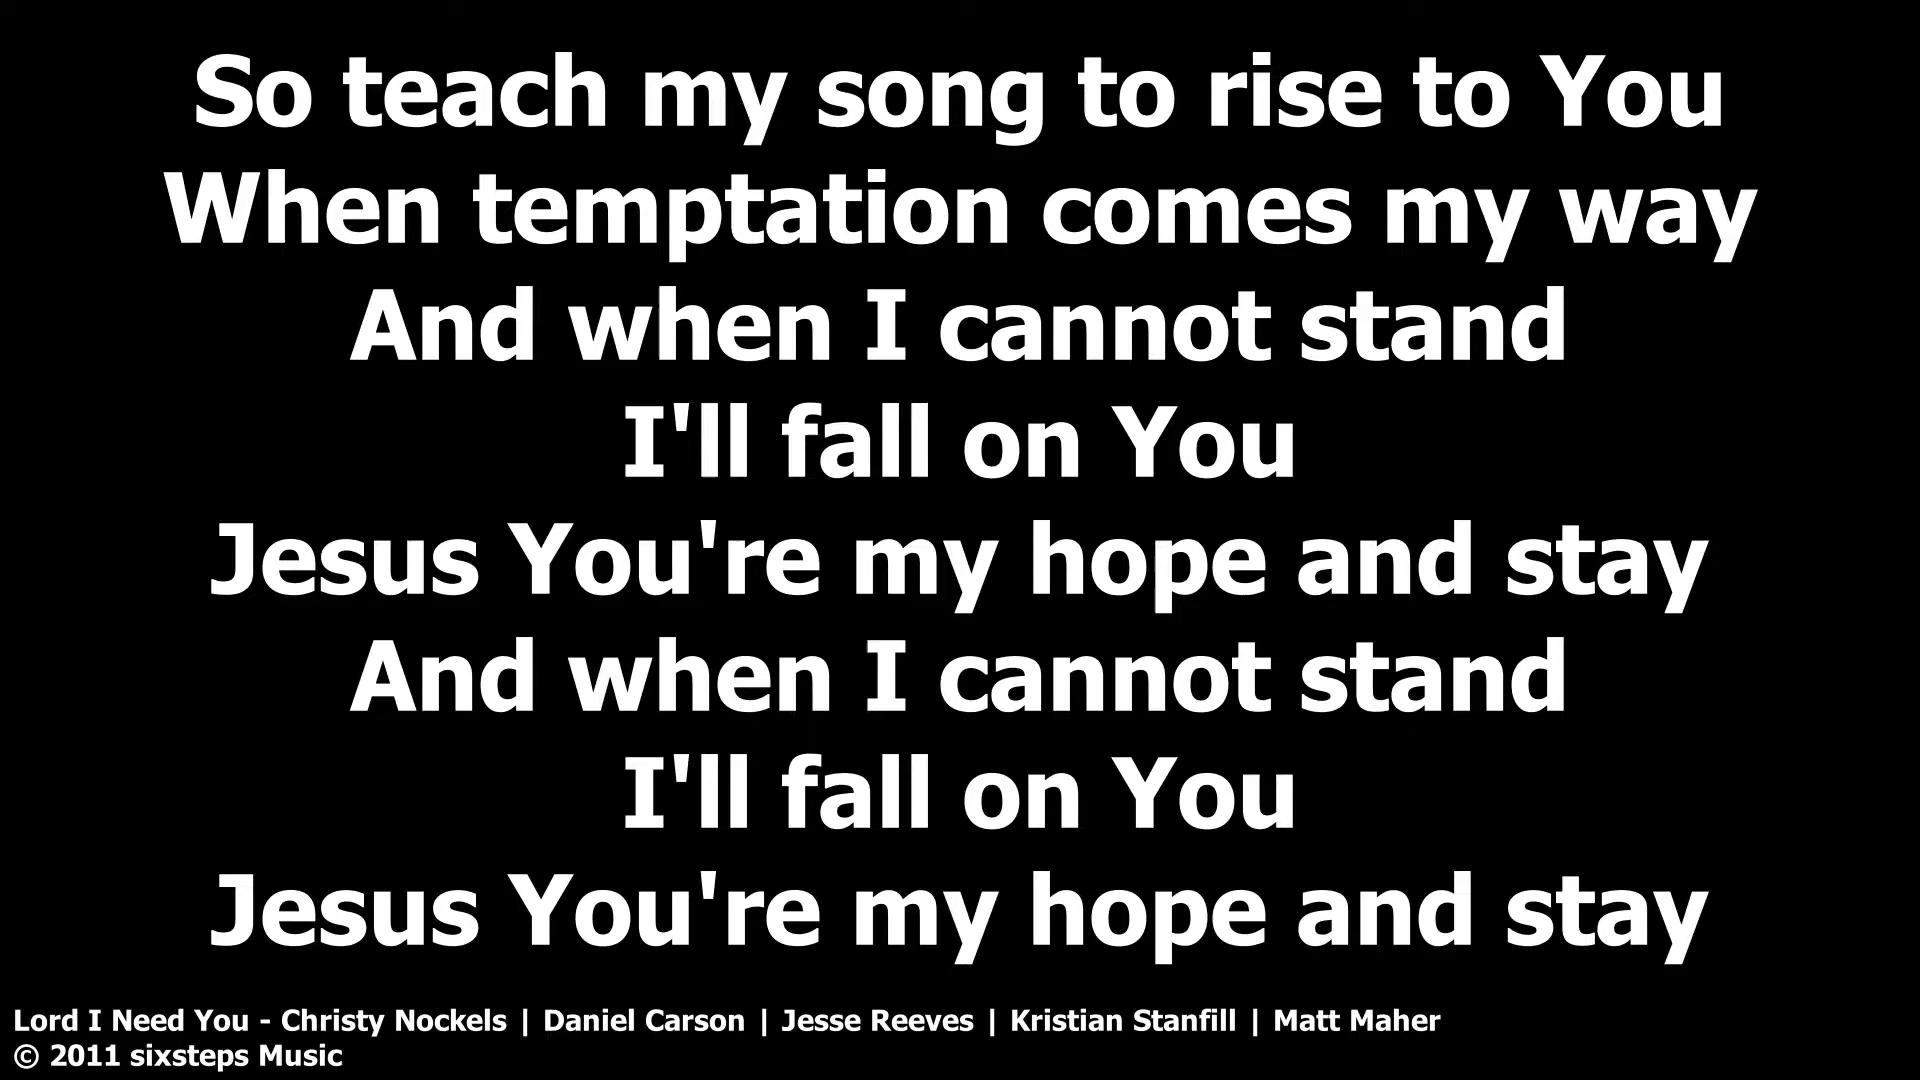 So teach my song to rise to You
When temptation comes my way
And when I cannot stand
I'll fall on You
Jesus You're my hope and stay
And when I cannot stand
I'll fall on You
Jesus You're my hope and stay
Lord I Need You - Christy Nockels | Daniel Carson | Jesse Reeves | Kristian Stanfill | Matt Maher
© 2011 sixsteps Music